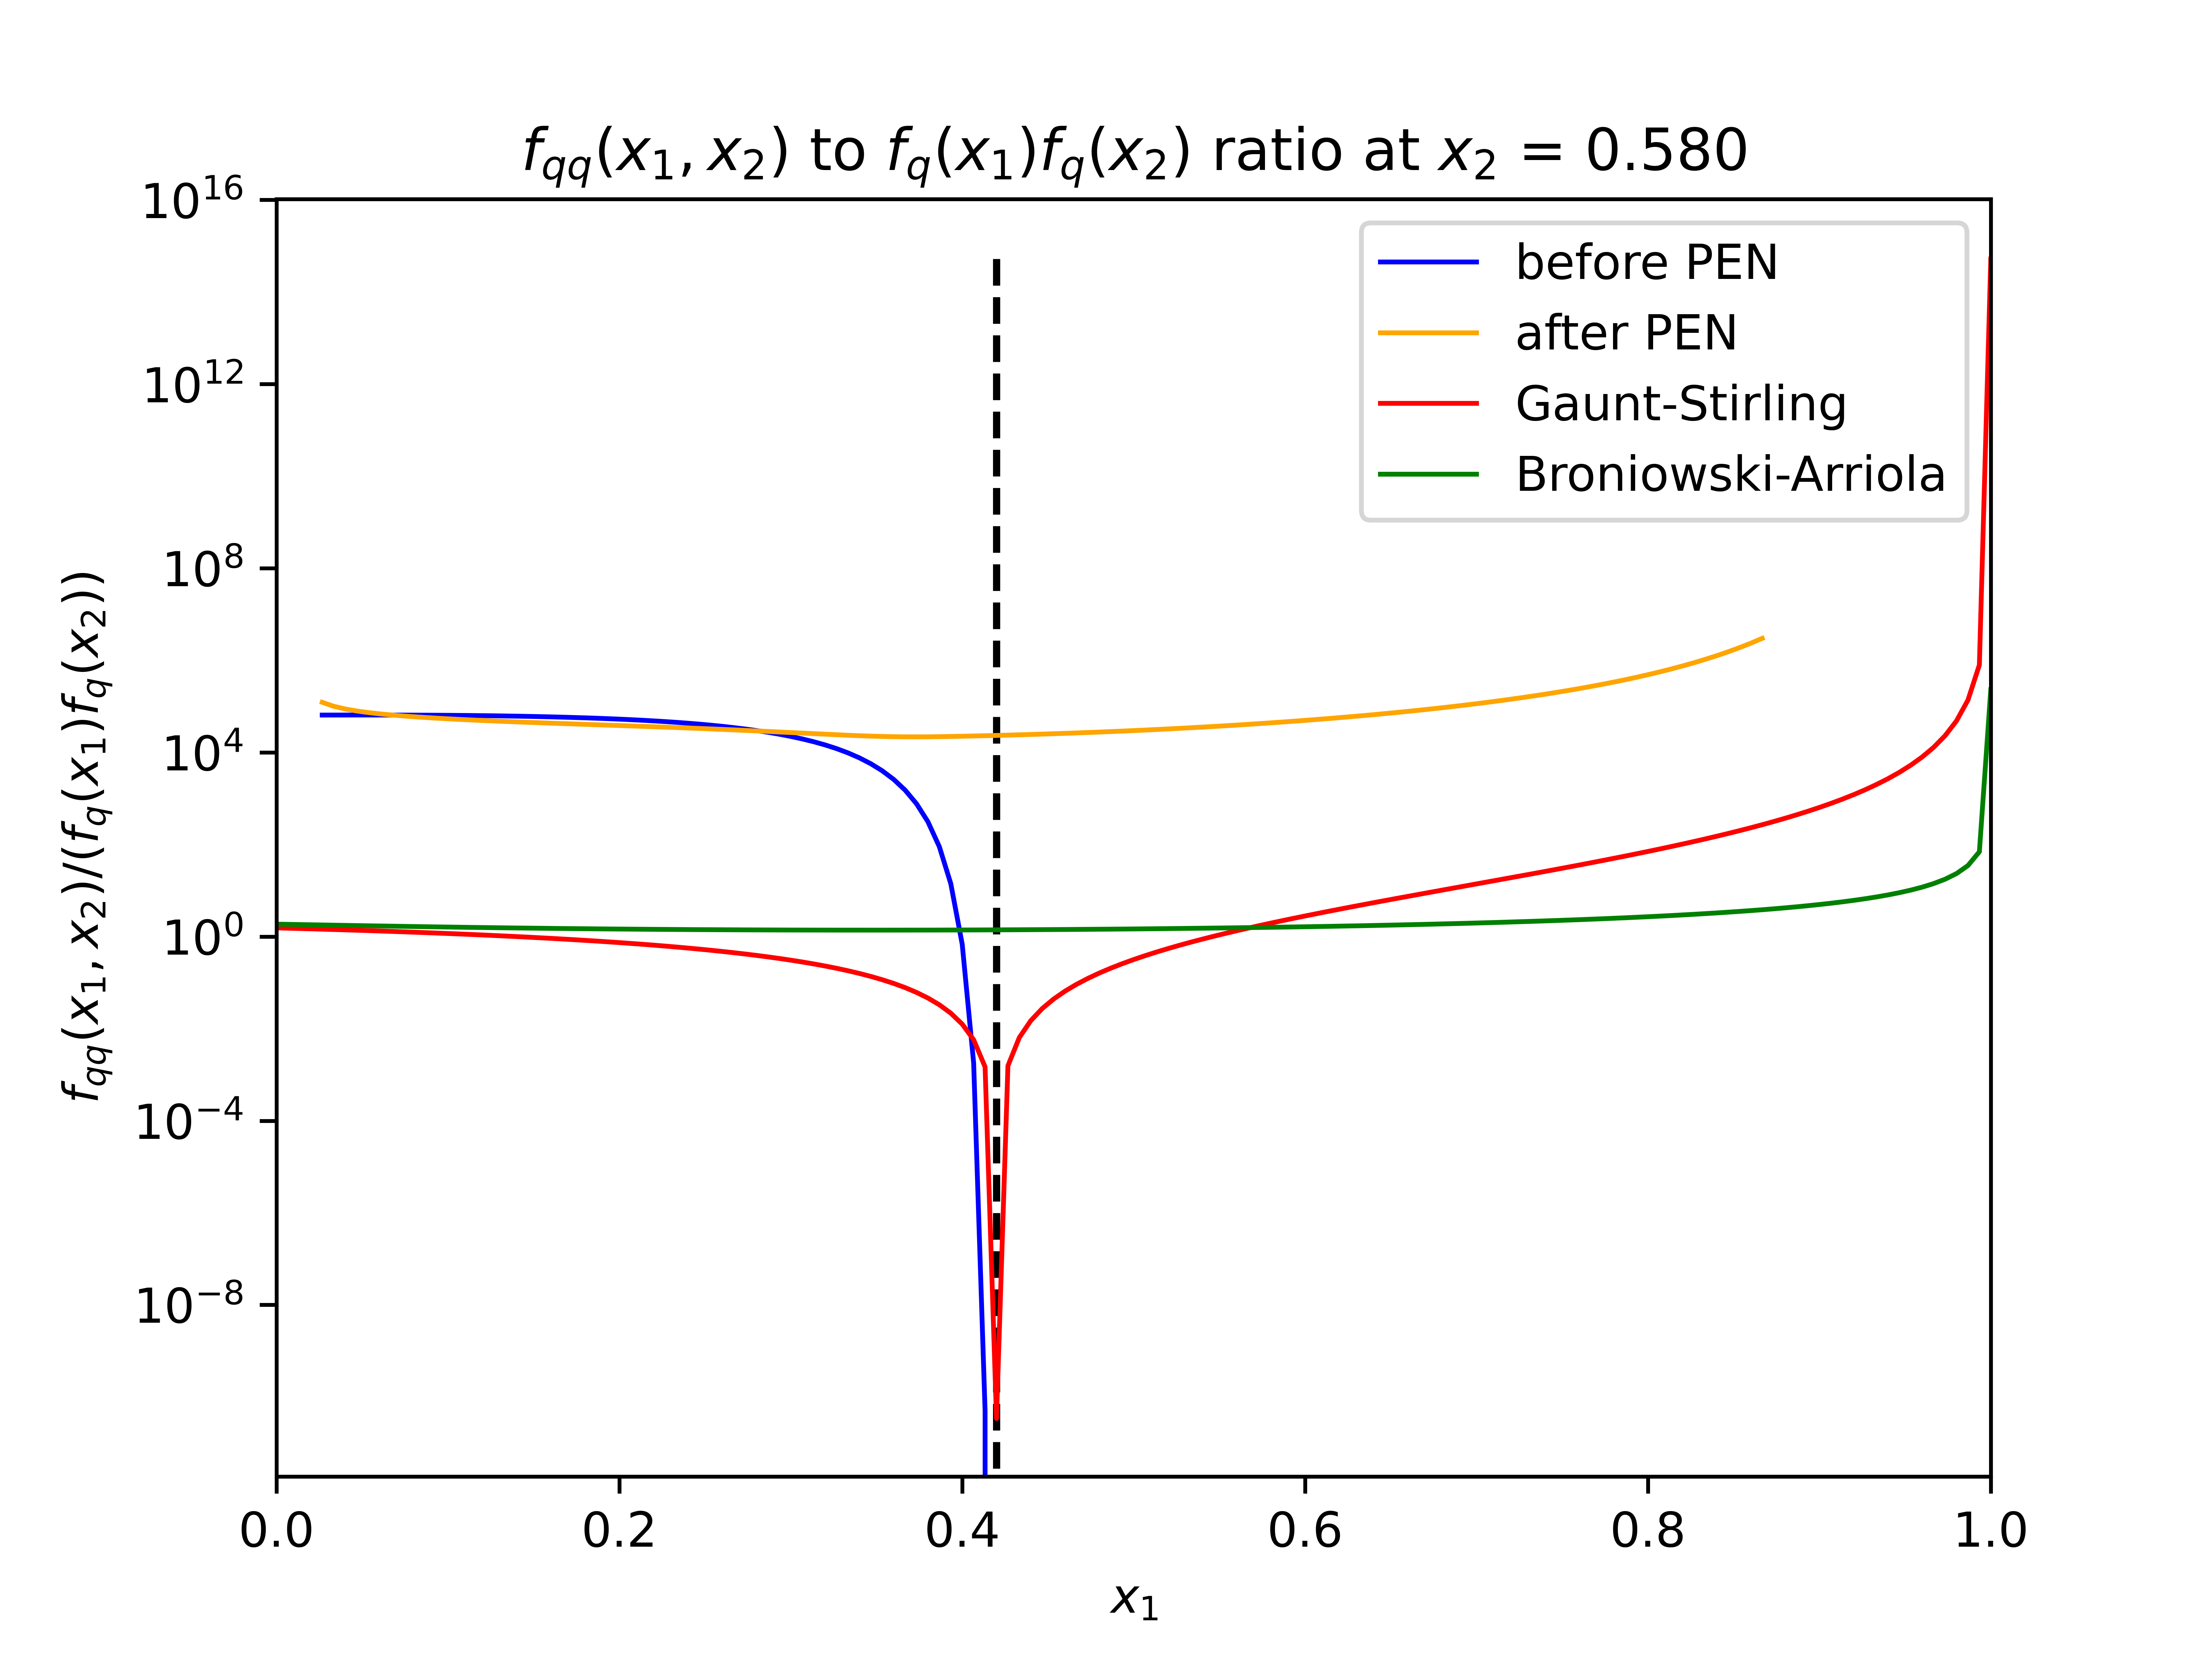 f_{qq}(x_1, x_2) to f_q(x_1)f_q(x_2) ratio at x_2 = 0.580
f_{qq}(x_1, x_2)/(f_q(x_1)f_q(x_2))
10^{16}
10^{12}
10^8
10^4
10^0
10^{−4}
10^{−8}
before PEN
after PEN
Gaunt-Stirling
Broniowski-Arriola
0.0 0.2 0.4 0.6 0.8 1.0
x_1